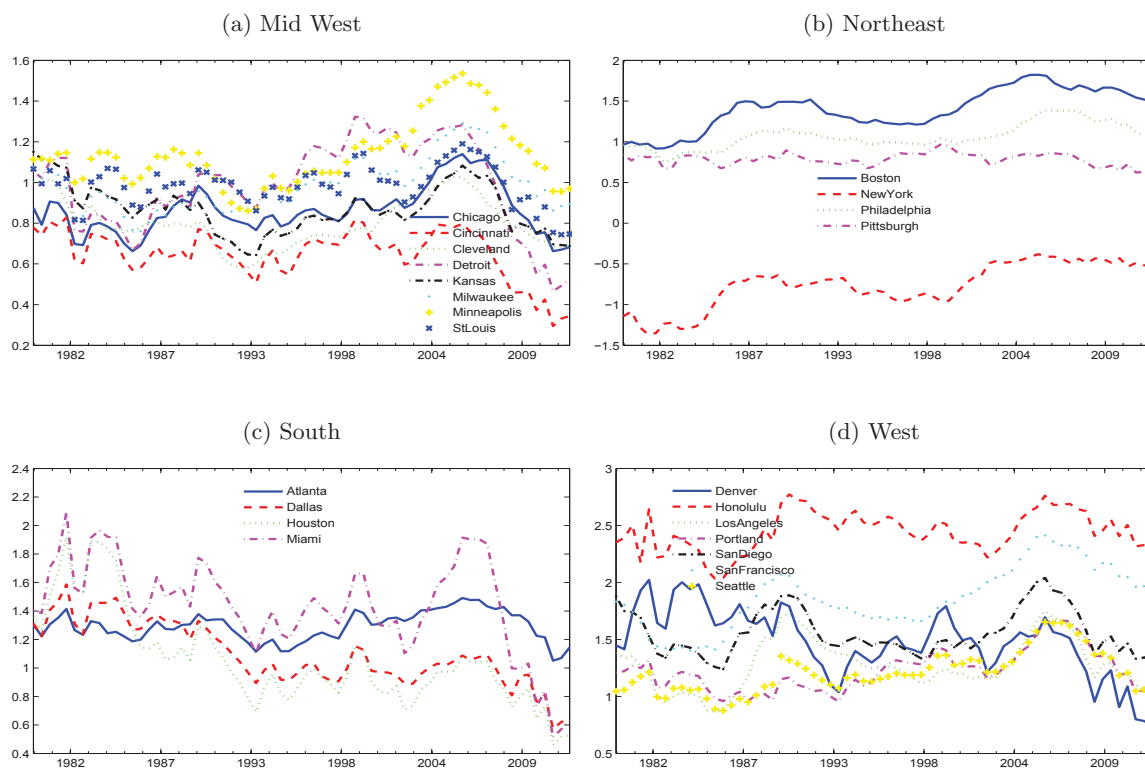 (a) Mid West
1.6
1.4
1.2
1
0.8
0.6
0.4
0.2
1982 1987 1993 1998 2004 2009
Chicago
Cincinnati
Cleveland
Detroit
Kansas
Milwaukee
Minneapolis
StLouis
(b) Northeast
2
1.5
1
0.5
0
−0.5
−1
−1.5
1982 1987 1993 1998 2004 2009
Boston
NewYork
Philadelphia
Pittsburgh
(c) South
2.4
2.2
2
1.8
1.6
1.4
1.2
1
0.8
0.6
0.4
1982 1987 1993 1998 2004 2009
Atlanta
Dallas
Houston
Miami
(d) West
3
2.5
2
1.5
1
0.5
1982 1987 1993 1998 2004 2009
Denver
Honolulu
LosAngeles
Portland
SanDiego
SanFrancisco
Seattle